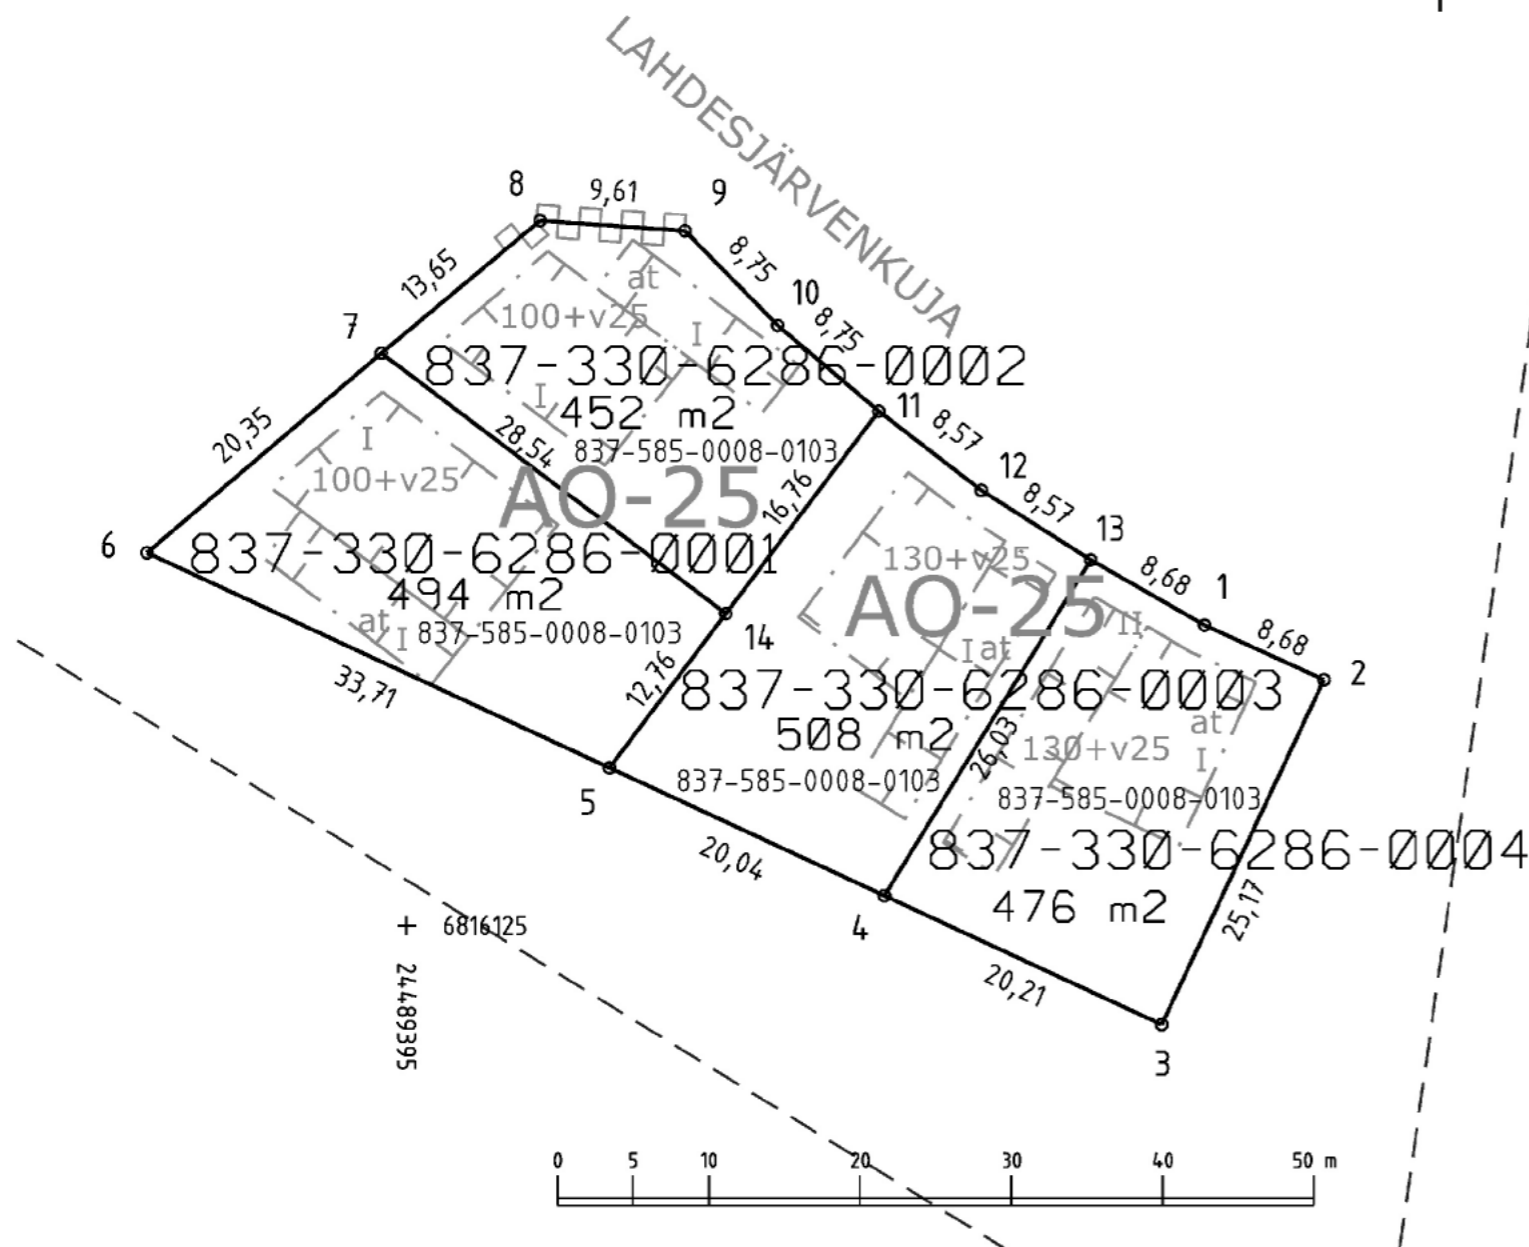 LAHDESJÄRVENKUJA
8
9,61
9
8,75
10
8,75
13,65
7
at
100+v25
I
837-330-6286-0002
I
452 m2
837-585-0008-0103
11
8,57
12
8,57
13
8,68
1
8,68
2
20,35
I
100+v25
28,54
AO-25
16,76
6
837-330-6286-0001
494 m2
at
I
837-585-0008-0103
14
12,76
33,71
5
130+v25
AO-25
I at
II
837-330-6286-0003
508 m2
837-585-0008-0103
26,03
at
130+v25
I
837-585-0008-0103
837-330-6286-0004
476 m2
25,17
20,04
4
20,21
3
6816125
24489395
0 5 10 20 30 40 50 m